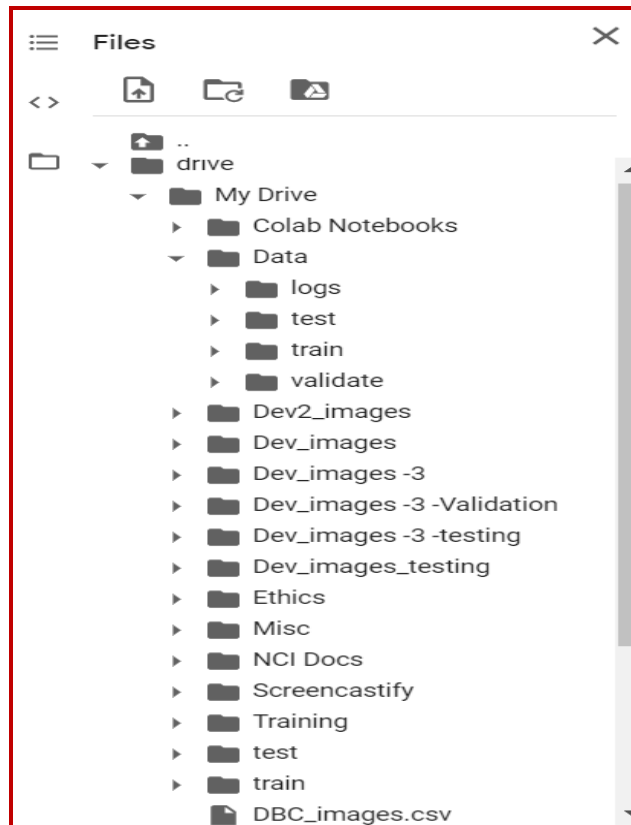 Files
..
drive
My Drive
Colab Notebooks
Data
logs
test
train
validate
Dev2_images
Dev_images
Dev_images -3
Dev_images -3 -Validation
Dev_images -3 -testing
Dev_images_testing
Ethics
Misc
NCI Docs
Screencastify
Training
test
train
DBC_images.csv